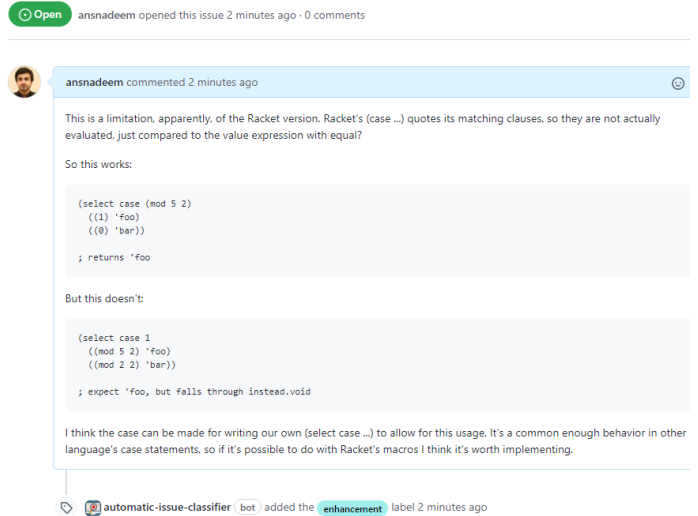 Open ansnadeem opened this issue 2 minutes ago · 0 comments
ansnadeem commented 2 minutes ago
This is a limitation, apparently, of the Racket version. Racket's (case ...) quotes its matching clauses, so they are not actually
evaluated, just compared to the value expression with equal?
So this works:
(select case (mod 5 2)
((1) 'foo)
((0) 'bar))
; returns 'foo
But this doesn't:
(select case 1
((mod 5 2) 'foo)
((mod 2 2) 'bar))
; expect 'foo, but falls through instead.void
I think the case can be made for writing our own (select case ...) to allow for this usage. It's a common enough behavior in other
language's case statements, so if it's possible to do with Racket's macros I think it's worth implementing.
automatic-issue-classifier bot added the enhancement label 2 minutes ago